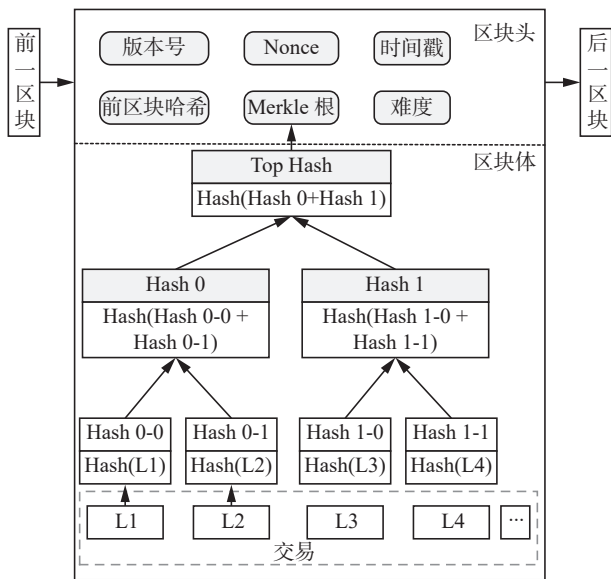 前一区块
区块头
后一区块
版本号
Nonce
时间戳
前区块哈希
Merkle 根
难度
区块体
Top Hash
Hash(Hash 0+Hash 1)
Hash 0
Hash(Hash 0-0 +
Hash 0-1)
Hash 1
Hash(Hash 1-0 +
Hash 1-1)
Hash 0-0
Hash(L1)
Hash 0-1
Hash(L2)
Hash 1-0
Hash(L3)
Hash 1-1
Hash(L4)
L1
L2
L3
L4
...
交易